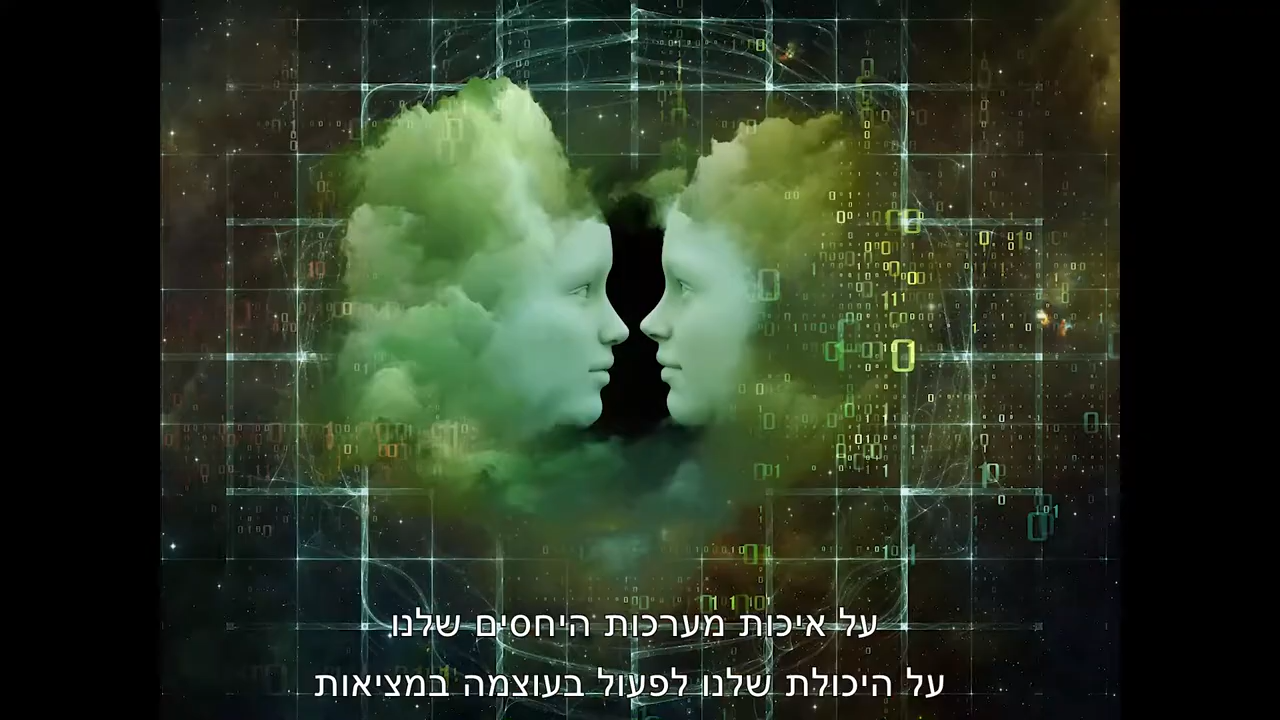 על איכות מערכות היחסים שלנו
על היכולת שלנו לפעול בעוצמה במציאות